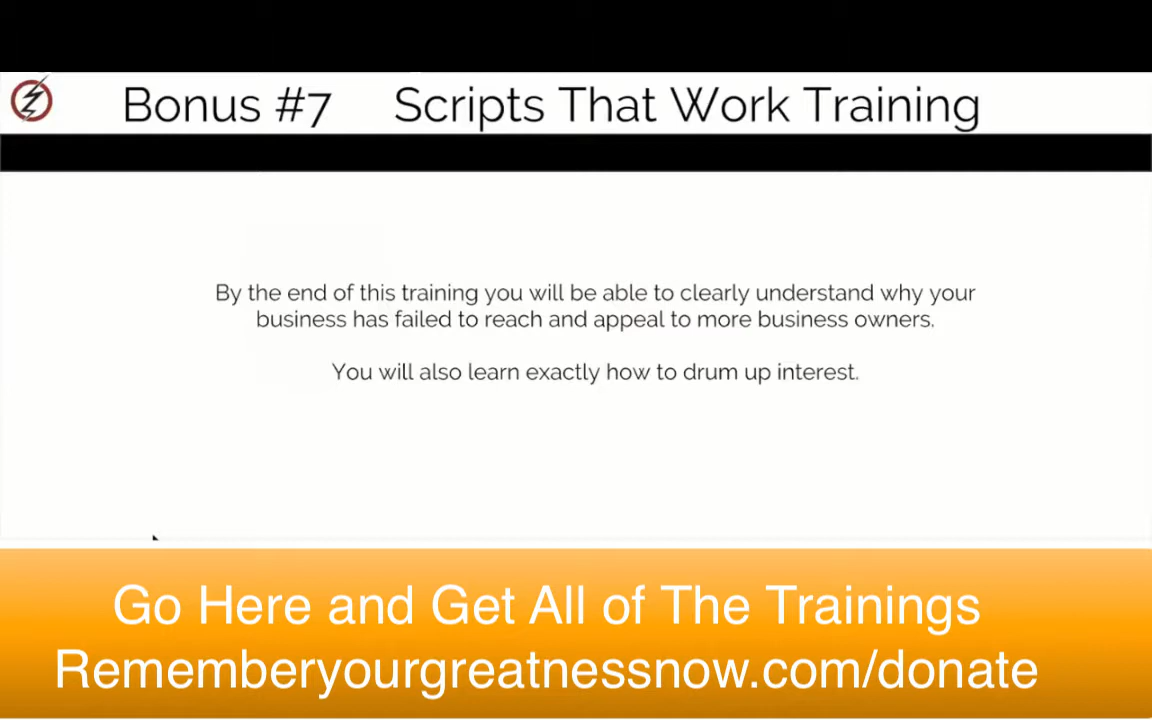 Bonus #7 Scripts That Work Training
By the end of this training you will be able to clearly understand why your
business has failed to reach and appeal to more business owners.
You will also learn exactly how to drum up interest.
Go Here and Get All of The Trainings
Rememberyourgreatnessnow.com/donate